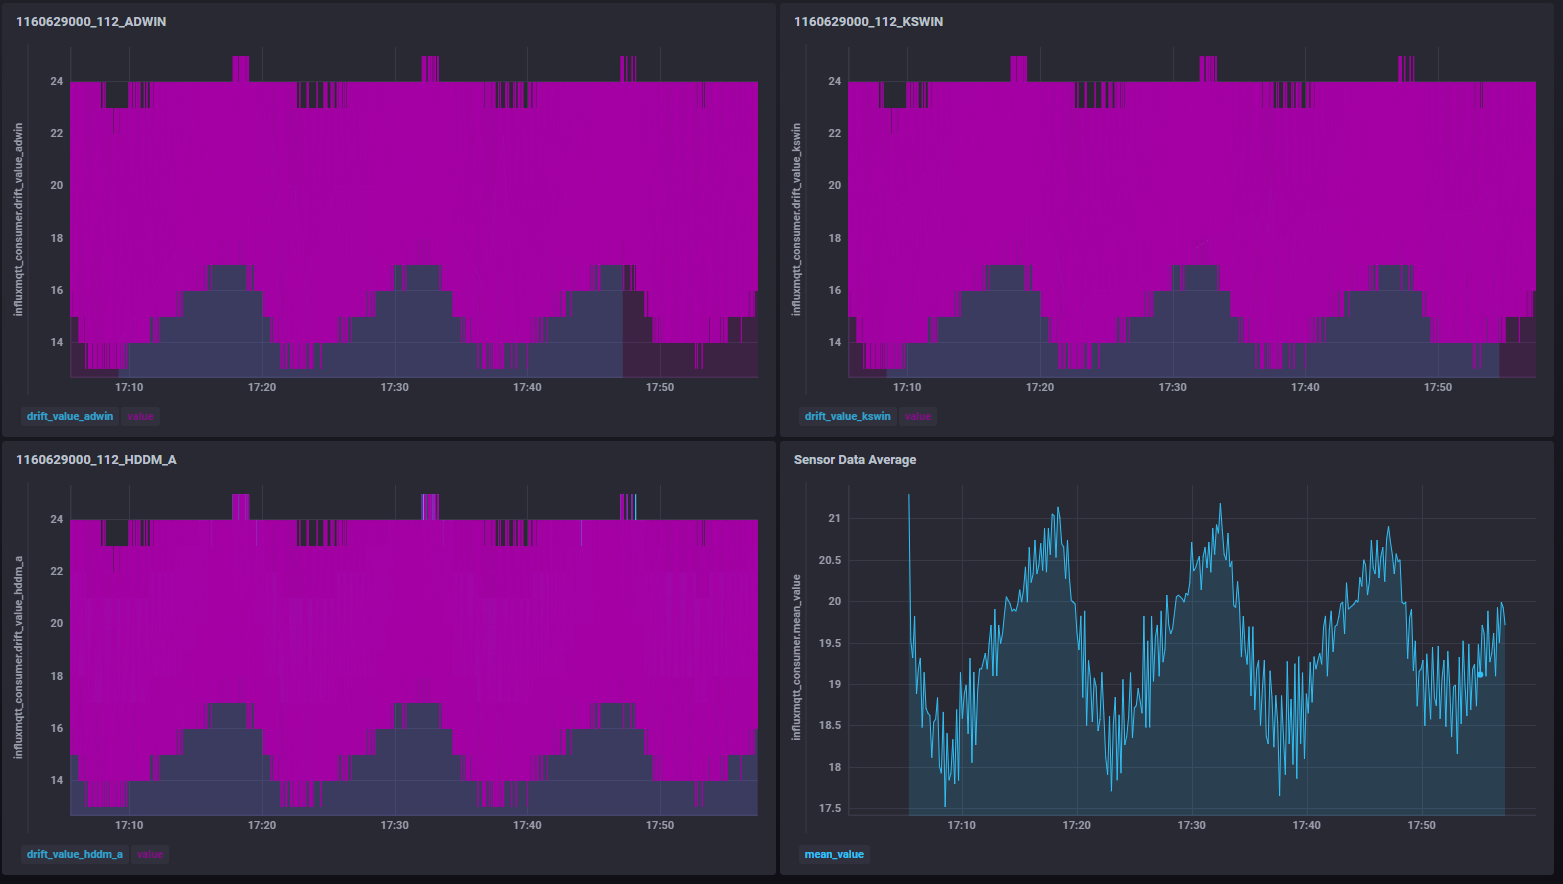 1160629000_112_ADWIN
influxmqtt_consumer.drift_value_adwin
24
22
20
18
16
14
17:10 17:20 17:30 17:40 17:50
drift_value_adwin value
1160629000_112_KSWIN
influxmqtt_consumer.drift_value_kswin
24
22
20
18
16
14
17:10 17:20 17:30 17:40 17:50
drift_value_kswin value
1160629000_112_HDDM_A
influxmqtt_consumer.drift_value_hddm_a
24
22
20
18
16
14
17:10 17:20 17:30 17:40 17:50
drift_value_hddm_a value
Sensor Data Average
influxmqtt_consumer.mean_value
21
20.5
20
19.5
19
18.5
18
17.5
17:10 17:20 17:30 17:40 17:50
mean_value